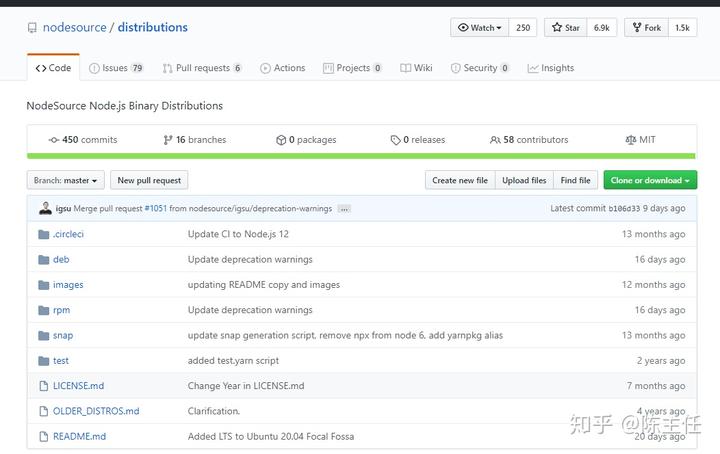 nodesource / distributions
Watch 250 Star 6.9k Fork 1.5k
Code Issues 79 Pull requests 6 Actions Projects 0 Wiki Security 0 Insights
NodeSource Node.js Binary Distributions
450 commits 16 branches 0 packages 0 releases 58 contributors MIT
Branch: master New pull request Create new file Upload files Find file Clone or download
igsu Merge pull request #1051 from nodesource/igsu/deprecation-warnings ... Latest commit b106d33 9 days ago
.circleci Update CI to Node.js 12 13 months ago
deb Update deprecation warnings 16 days ago
images updating README copy and images 12 months ago
rpm Update deprecation warnings 16 days ago
snap update snap generation script, remove npx from node 6, add yarnpkg alias 13 months ago
test added test.yarn script 2 years ago
LICENSE.md Change Year in LICENSE.md 7 months ago
OLDER_DISTROS.md Clarification. 4 years ago
README.md Added LTS to Ubuntu 20.04 Focal Fossa 20 days ago
知乎 @陈主任